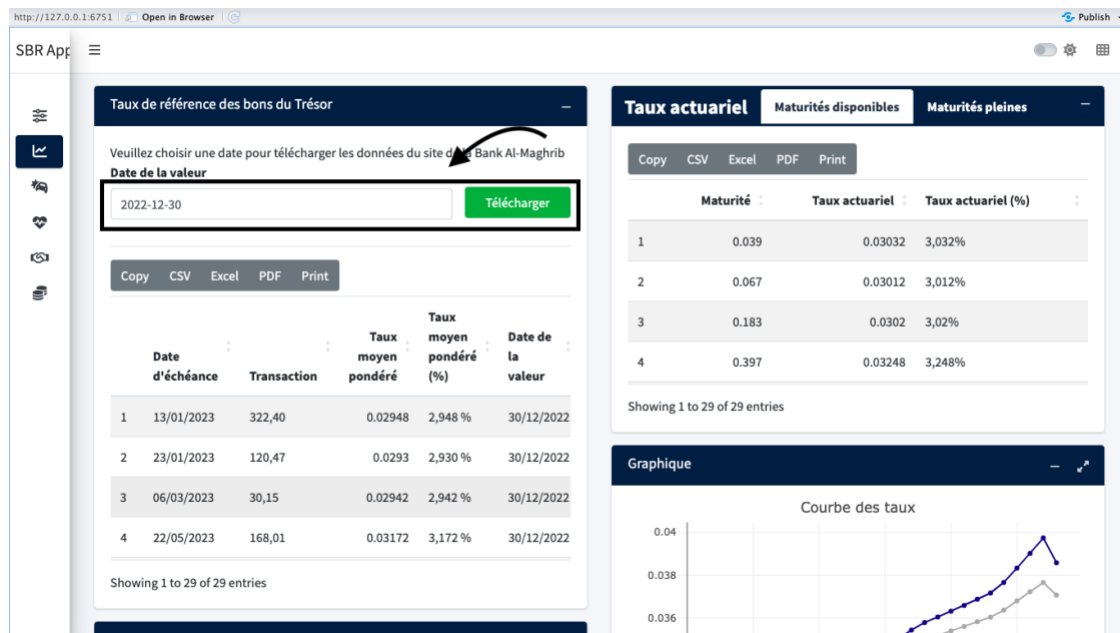 http://127.0.0.1:6751 Open in Browser Publish
SBR App
Taux de référence des bons du Trésor
Veuillez choisir une date pour télécharger les données du site de la Bank Al-Maghrib
Date de la valeur
2022-12-30 Télécharger
Copy CSV Excel PDF Print
Date d'échéance Transaction Taux moyen pondéré Taux moyen pondéré (%) Date de la valeur
1 13/01/2023 322,40 0.02948 2,948 % 30/12/2022
2 23/01/2023 120,47 0.0293 2,930 % 30/12/2022
3 06/03/2023 30,15 0.02942 2,942 % 30/12/2022
4 22/05/2023 168,01 0.03172 3,172 % 30/12/2022
Showing 1 to 29 of 29 entries
Taux actuariel Maturités disponibles Maturités pleines
Copy CSV Excel PDF Print
Maturité Taux actuariel Taux actuariel (%)
1 0.039 0.03032 3,032%
2 0.067 0.03012 3,012%
3 0.183 0.0302 3,02%
4 0.397 0.03248 3,248%
Showing 1 to 29 of 29 entries
Graphique
Courbe des taux
0.04
0.038
0.036